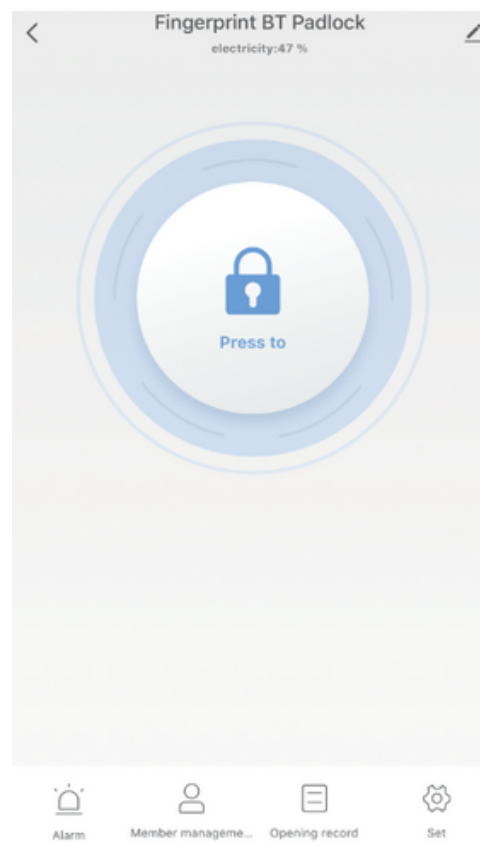 Fingerprint BT Padlock
electricity:47 %
Press to
Alarm
Member manageme...
Opening record
Set